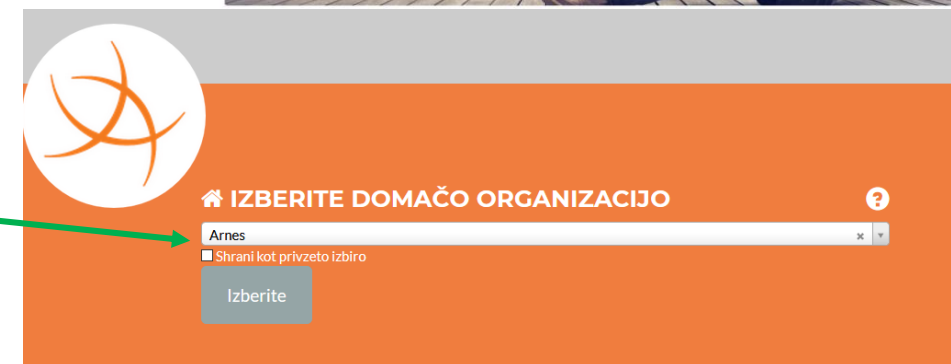 IZBERITE DOMAČO ORGANIZACIJO
Arnes
Shrani kot privzeto izbiro
Izberite